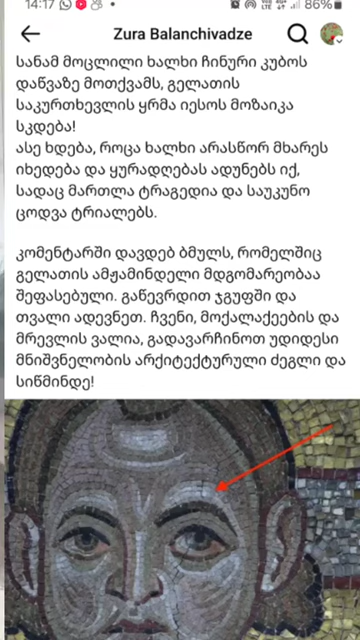 14:17
86%
Zura Balanchivadze
სანამ მოცლილი ხალხი ჩინური კუბოს
დაწვაზე მოთქვამს, გელათის
საკურთხევლის ყრმა იესოს მოზაიკა
სკდება!
ასე ხდება, როცა ხალხი არასწორ მხარეს
იხედება და ყურადღებას ადუნებს იქ,
სადაც მართლა ტრაგედია და საუკუნო
ცოდვა ტრიალებს.
კომენტარში დავდებ ბმულს, რომელშიც
გელათის ამჟამინდელი მდგომარეობაა
შეფასებული. გაწევრდით ჯგუფში და
თვალი ადევნეთ. ჩვენი, მოქალაქეების და
მრევლის ვალია, გადავარჩინოთ უდიდესი
მნიშვნელობის არქიტექტურული ძეგლი და
სიწმინდე!